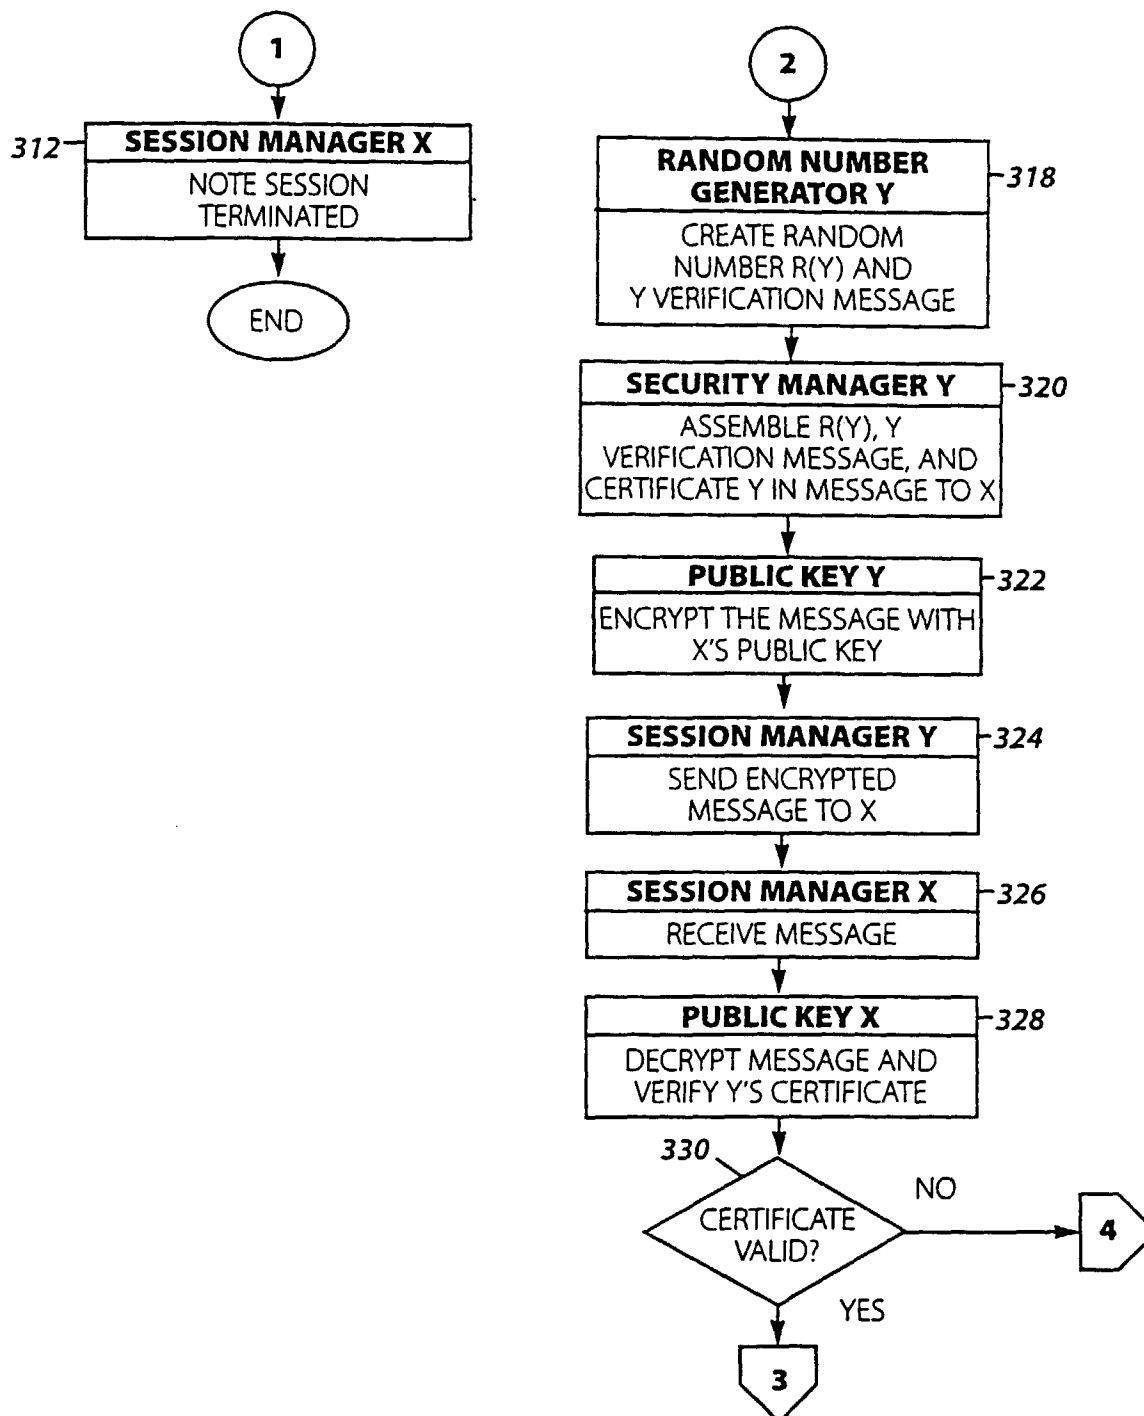 1
312
SESSION MANAGER X
NOTE SESSION
TERMINATED
END
2
RANDOM NUMBER
GENERATOR Y
318
CREATE RANDOM
NUMBER R(Y) AND
Y VERIFICATION MESSAGE
SECURITY MANAGER Y
320
ASSEMBLE R(Y), Y
VERIFICATION MESSAGE, AND
CERTIFICATE Y IN MESSAGE TO X
PUBLIC KEY Y
322
ENCRYPT THE MESSAGE WITH
X'S PUBLIC KEY
SESSION MANAGER Y
324
SEND ENCRYPTED
MESSAGE TO X
SESSION MANAGER X
326
RECEIVE MESSAGE
PUBLIC KEY X
328
DECRYPT MESSAGE AND
VERIFY Y'S CERTIFICATE
330
CERTIFICATE
VALID?
NO
4
YES
3